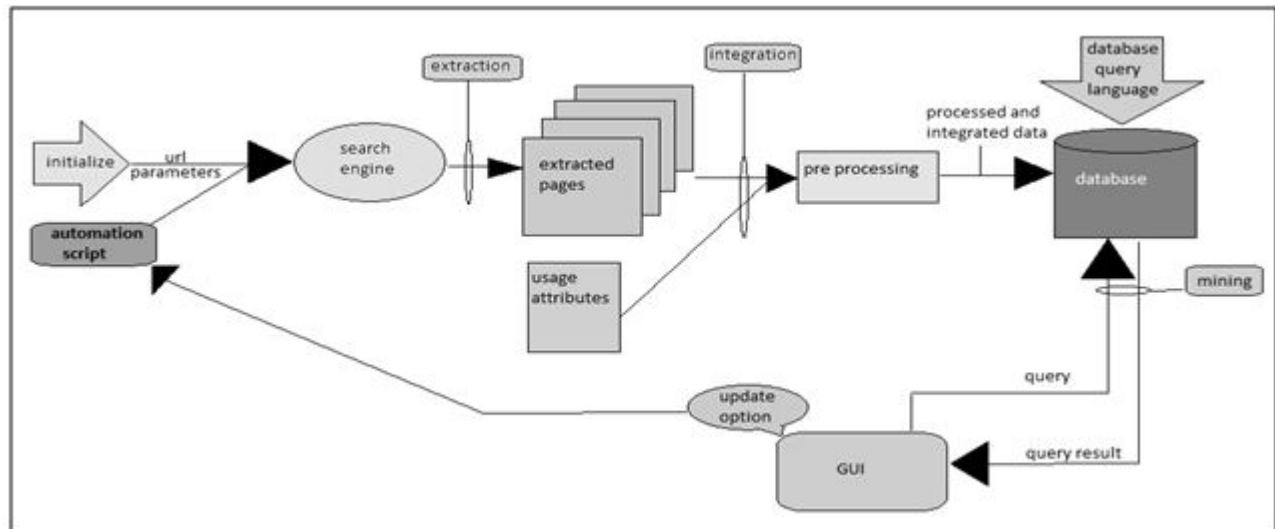 initialize
url
parameters
automation
script
search
engine
extraction
extracted
pages
usage
attributes
integration
pre processing
processed and
integrated data
database
query
language
database
mining
query
query result
update
option
GUI